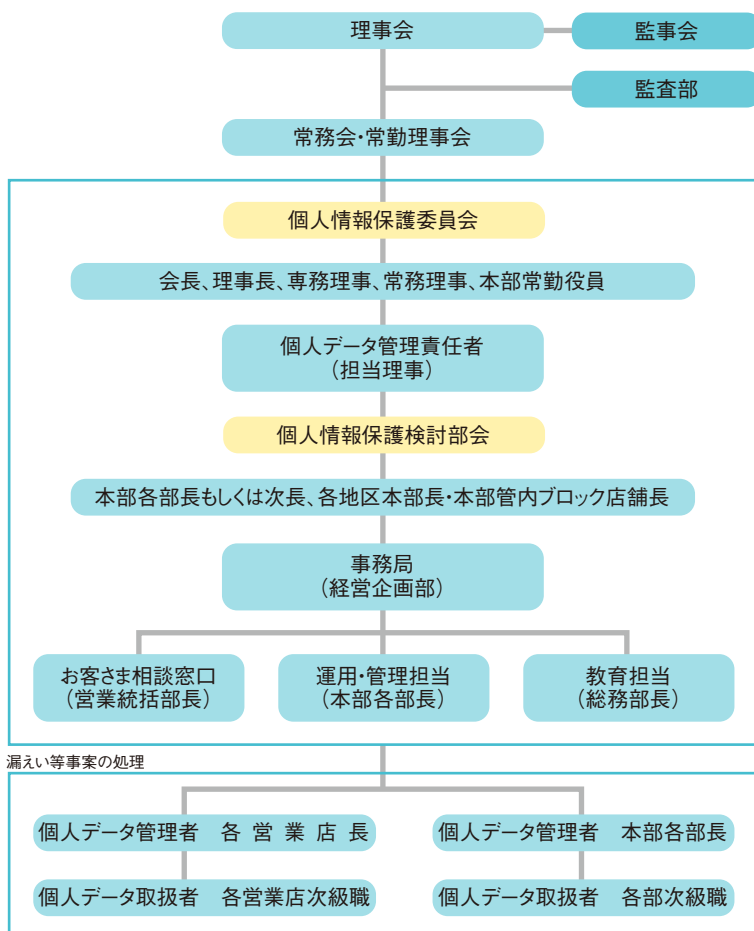 理事会
監事会
監査部
常務会・常勤理事会
個人情報保護委員会
会長、理事長、専務理事、常務理事、本部常勤役員
個人データ管理責任者
（担当理事）
個人情報保護検討部会
本部各部長もしくは次長、各地区本部長・本部管内ブロック店舗長
事務局
（経営企画部）
お客さま相談窓口
（営業統括部長）
運用・管理担当
（本部各部長）
教育担当
（総務部長）
漏えい等事案の処理
個人データ管理者　各 営 業 店 長
個人データ管理者　本部各部長
個人データ取扱者　各営業店次級職
個人データ取扱者　各部次級職